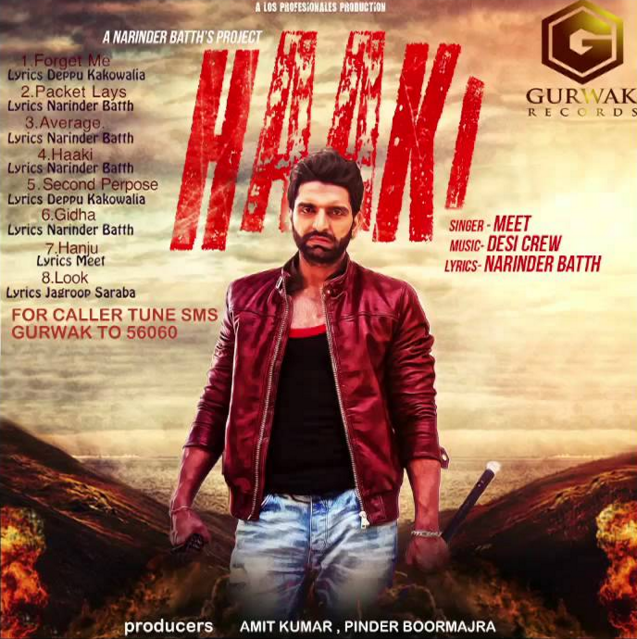 A LOS PROFESIONALES PRODUCTION
A NARINDER BATTH'S PROJECT
HAAKI
GURWAK
RECORDS
1.Forget Me
Lyrics Deppu Kakowalia
2.Packet Lays
Lyrics Narinder Batth
3.Average.
Lyrics Narinder Batth
4.Haaki
Lyrics Narinder Batth
5.Second Perpose
Lyrics Deppu Kakowalia
6.Gidha
Lyrics Narinder Batth
7.Hanju
Lyrics Meet
8.Look
Lyrics Jagroop Saraba
FOR CALLER TUNE SMS
GURWAK TO 56060
SINGER - MEET
MUSIC- DESI CREW
LYRICS- NARINDER BATTH
producers AMIT KUMAR , PINDER BOORMAJRA